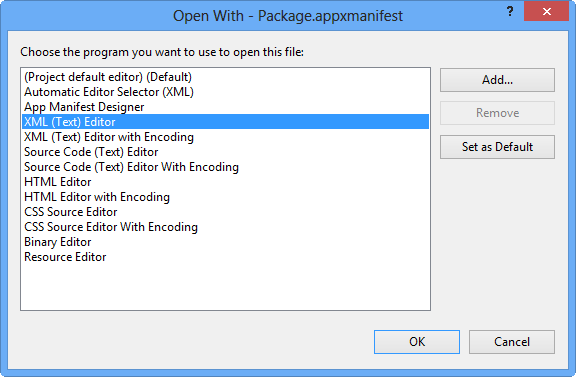 Open With - Package.appxmanifest
?
Choose the program you want to use to open this file:
(Project default editor) (Default)
Automatic Editor Selector (XML)
App Manifest Designer
XML (Text) Editor
XML (Text) Editor with Encoding
Source Code (Text) Editor
Source Code (Text) Editor With Encoding
HTML Editor
HTML Editor with Encoding
CSS Source Editor
CSS Source Editor With Encoding
Binary Editor
Resource Editor
Add...
Remove
Set as Default
OK
Cancel